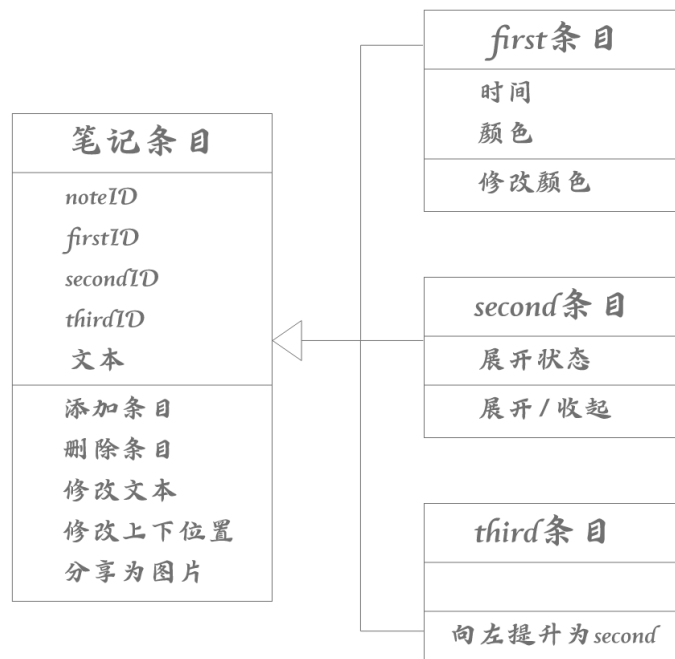 笔记条目
noteID
firstID
secondID
thirdID
文本
添加条目
删除条目
修改文本
修改上下位置
分享为图片
first条目
时间
颜色
修改颜色
second条目
展开状态
展开/收起
third条目
向左提升为second